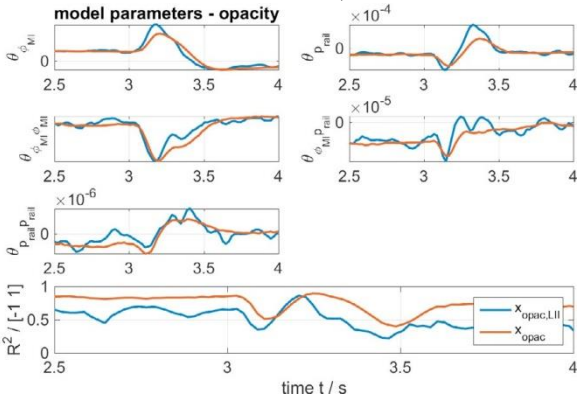 model parameters - opacity
×10⁻⁴
θ_ϕ_MI
0
2.5 3 3.5 4
θ_p_rail
0
2.5 3 3.5 4
θ_ϕ_MI ϕ_MI
2.5 3 3.5 4
×10⁻⁵
θ_ϕ_MI p_rail
0
2.5 3 3.5 4
×10⁻⁶
θ_p_rail p_rail
0
2.5 3 3.5 4
R² / [-1 1]
1
0.5
0
x_opac,LII
x_opac
2.5 3 3.5 4
time t / s